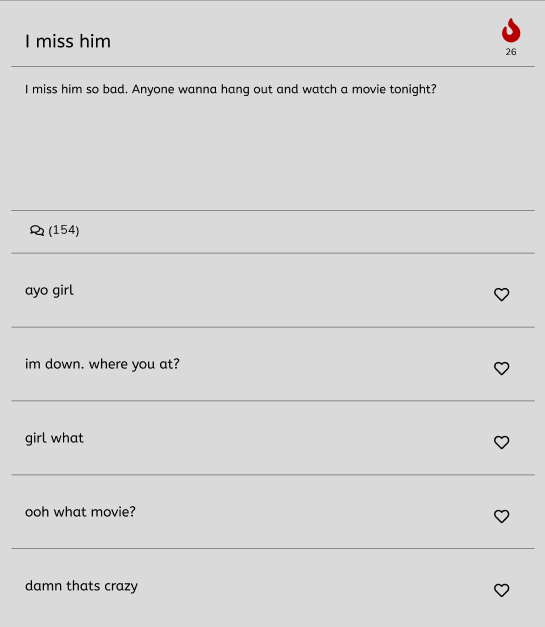 I miss him
26
I miss him so bad. Anyone wanna hang out and watch a movie tonight?
(154)
ayo girl
im down. where you at?
girl what
ooh what movie?
damn thats crazy